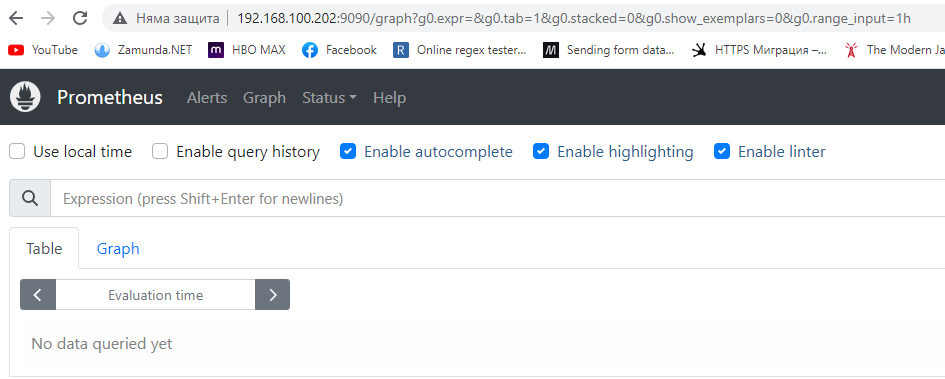 Няма защита 192.168.100.202:9090/graph?g0.expr=&g0.tab=1&g0.stacked=0&g0.show_exemplars=0&g0.range_input=1h
YouTube Zamunda.NET HBO MAX Facebook Online regex tester... Sending form data... HTTPS Миграция –... The Modern Ja
Prometheus Alerts Graph Status Help
Use local time Enable query history Enable autocomplete Enable highlighting Enable linter
Expression (press Shift+Enter for newlines)
Table Graph
Evaluation time
No data queried yet